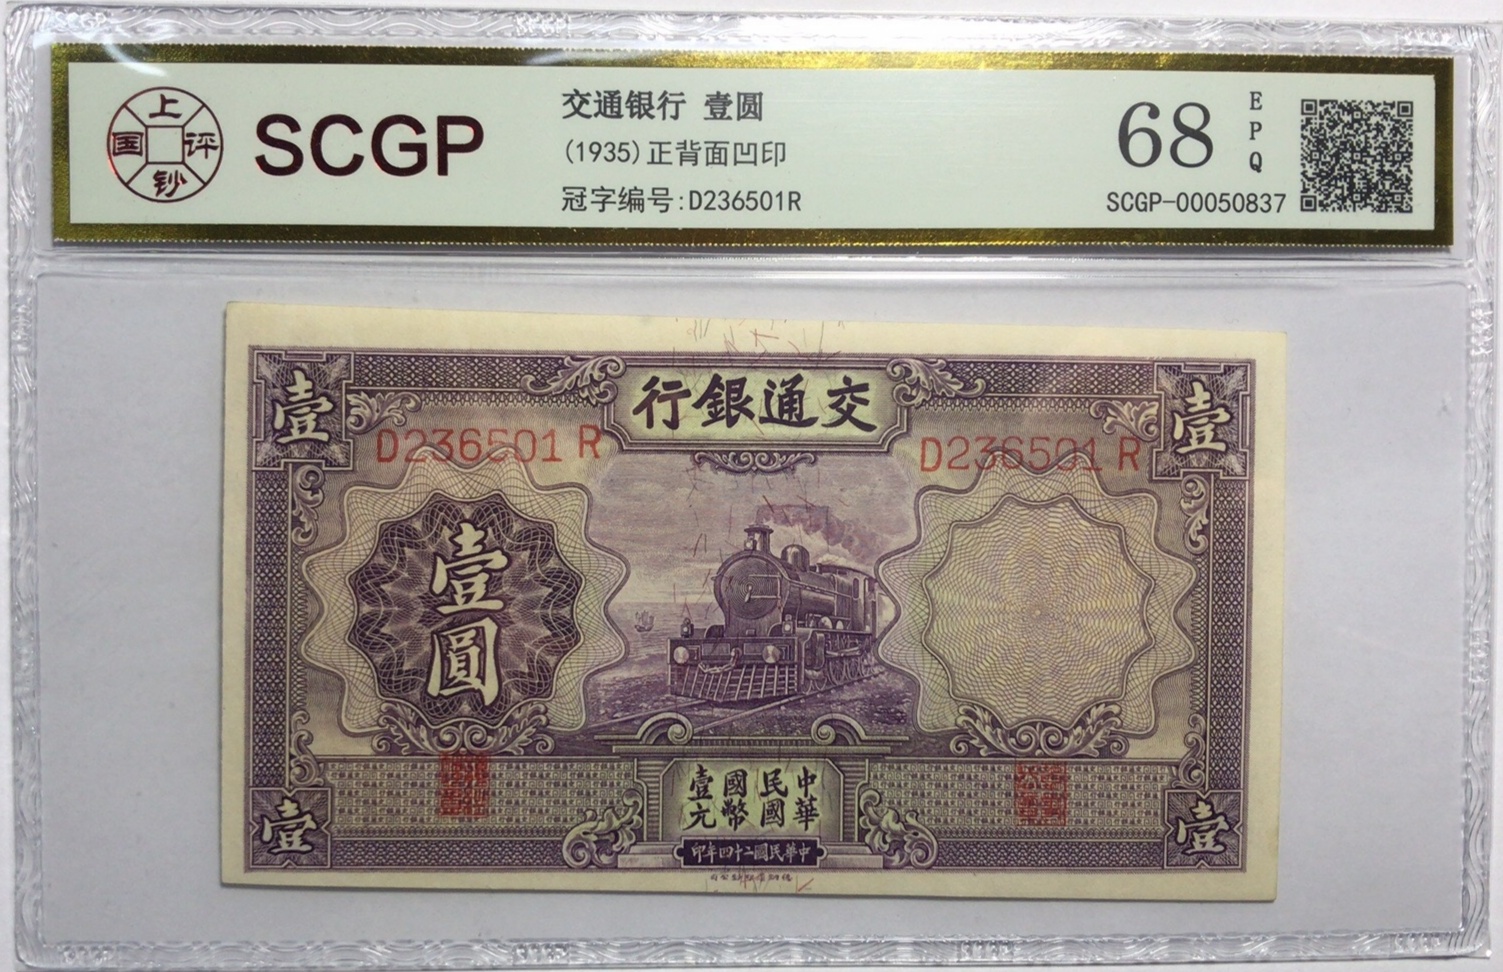 上
国 评
钞
SCGP
交通银行 壹圆
(1935)正背面凹印
冠字编号:D236501R
68
EPQ
SCGP-00050837
行銀通交
壹
壹
D236501 R
D236501 R
壹圓
中華民國國幣壹元
壹
壹
印年四十二國民華中